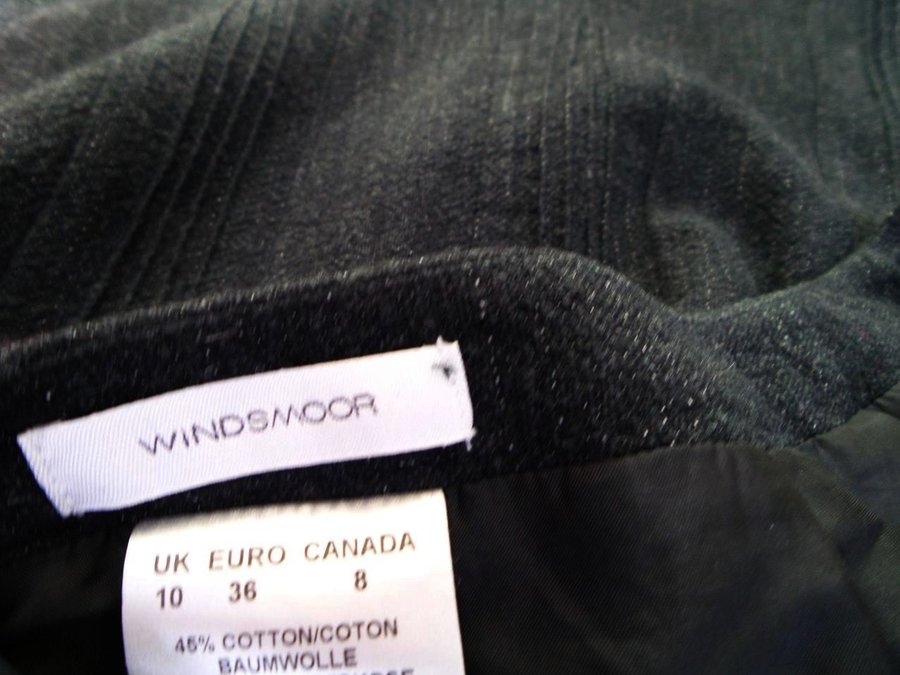 WINDSMOOR
UK EURO CANADA
10 36 8
45% COTTON/COTON
BAUMWOLLE